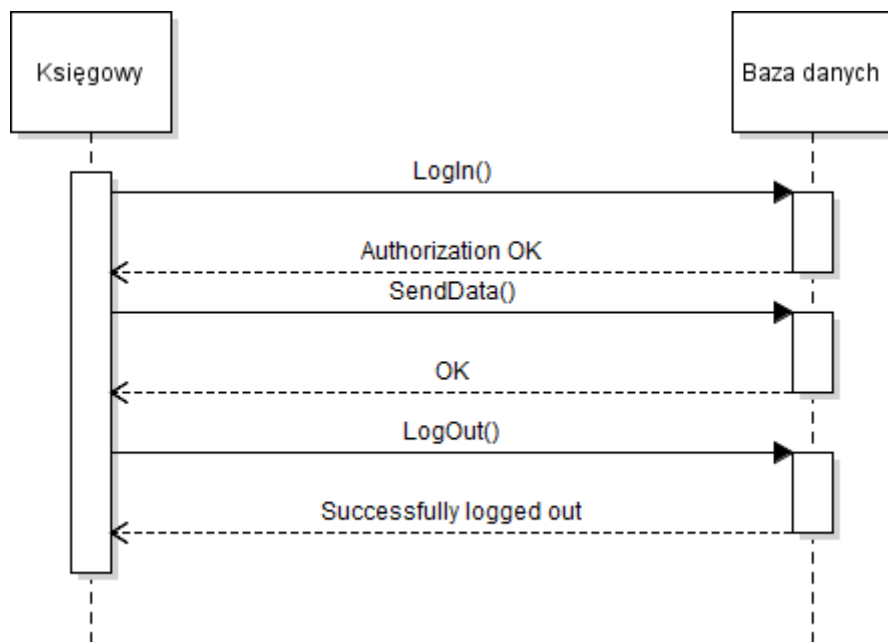 Księgowy
Baza danych
LogIn()
Authorization OK
SendData()
OK
LogOut()
Successfully logged out